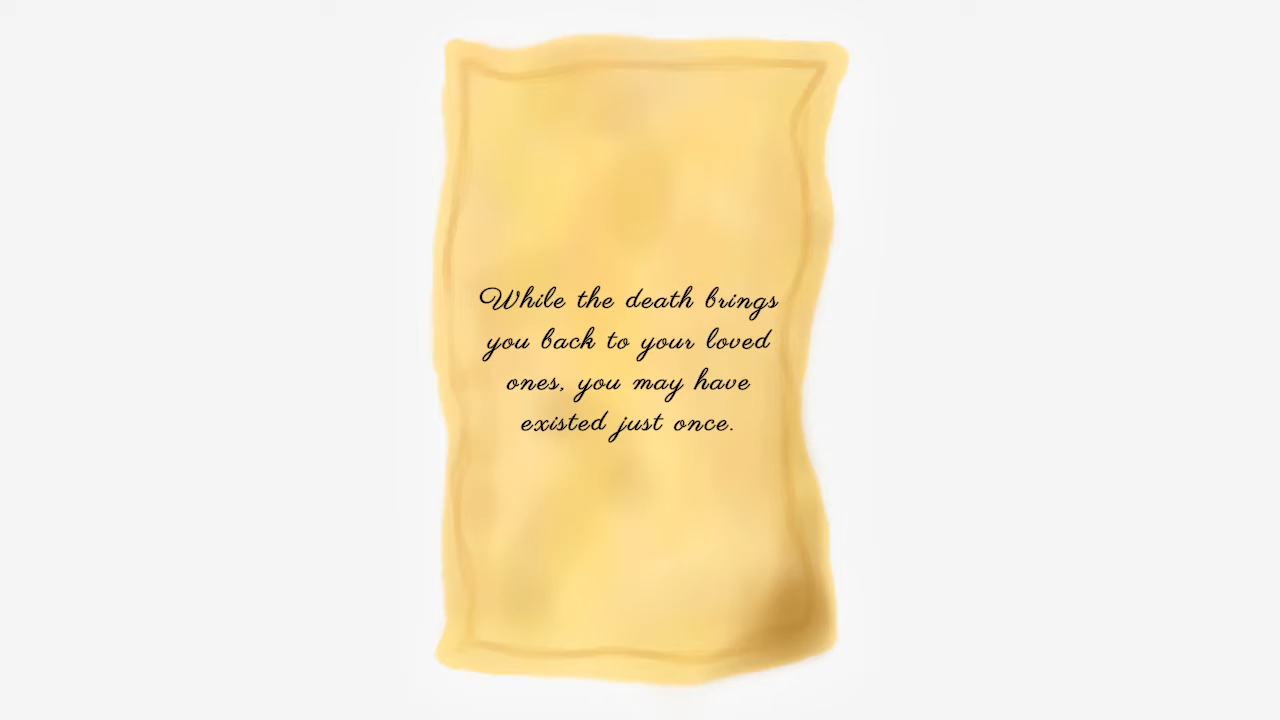 While the death brings
you back to your loved
ones, you may have
existed just once.